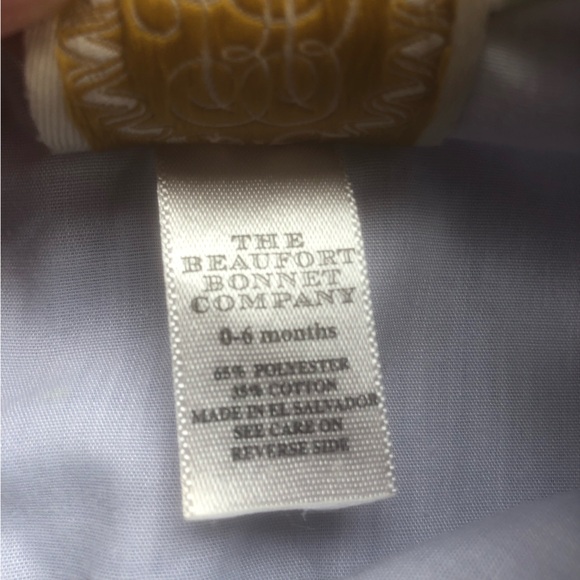 THE
BEAUFORT
BONNET
COMPANY
0-6 months
65% POLYESTER
35% COTTON
MADE IN EL SALVADOR
SEE CARE ON
REVERSE SIDE